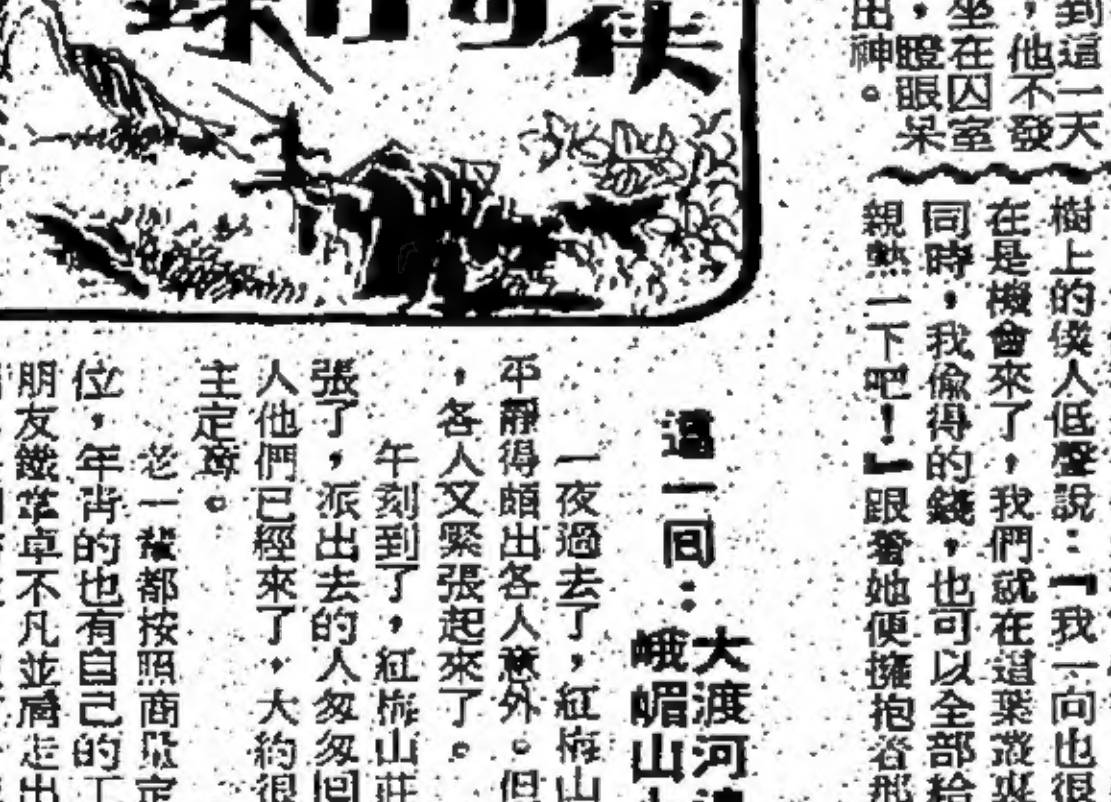 到這一天
，他不發
坐在囚室
，瞪眼呆
出神。
樹上的僕人低聲說：『我一向也很
在是機會來了，我們就在這葉叢
同時，我偷得的錢，也可以全部給
親熱一下吧！』跟着她便擁抱着那
俠
這一回：
大渡河
峨嵋山
一夜過去了，紅梅山
平靜得頗出各人意外。但
，各人又緊張起來了。
午刻到了，紅梅山莊
張了，派出去的人匆匆回
人他們已經來了，大約很
主定奪。
老一輩都按照商量定
位，年青的也有自己的工
朋友鐵掌卓不凡並肩走出